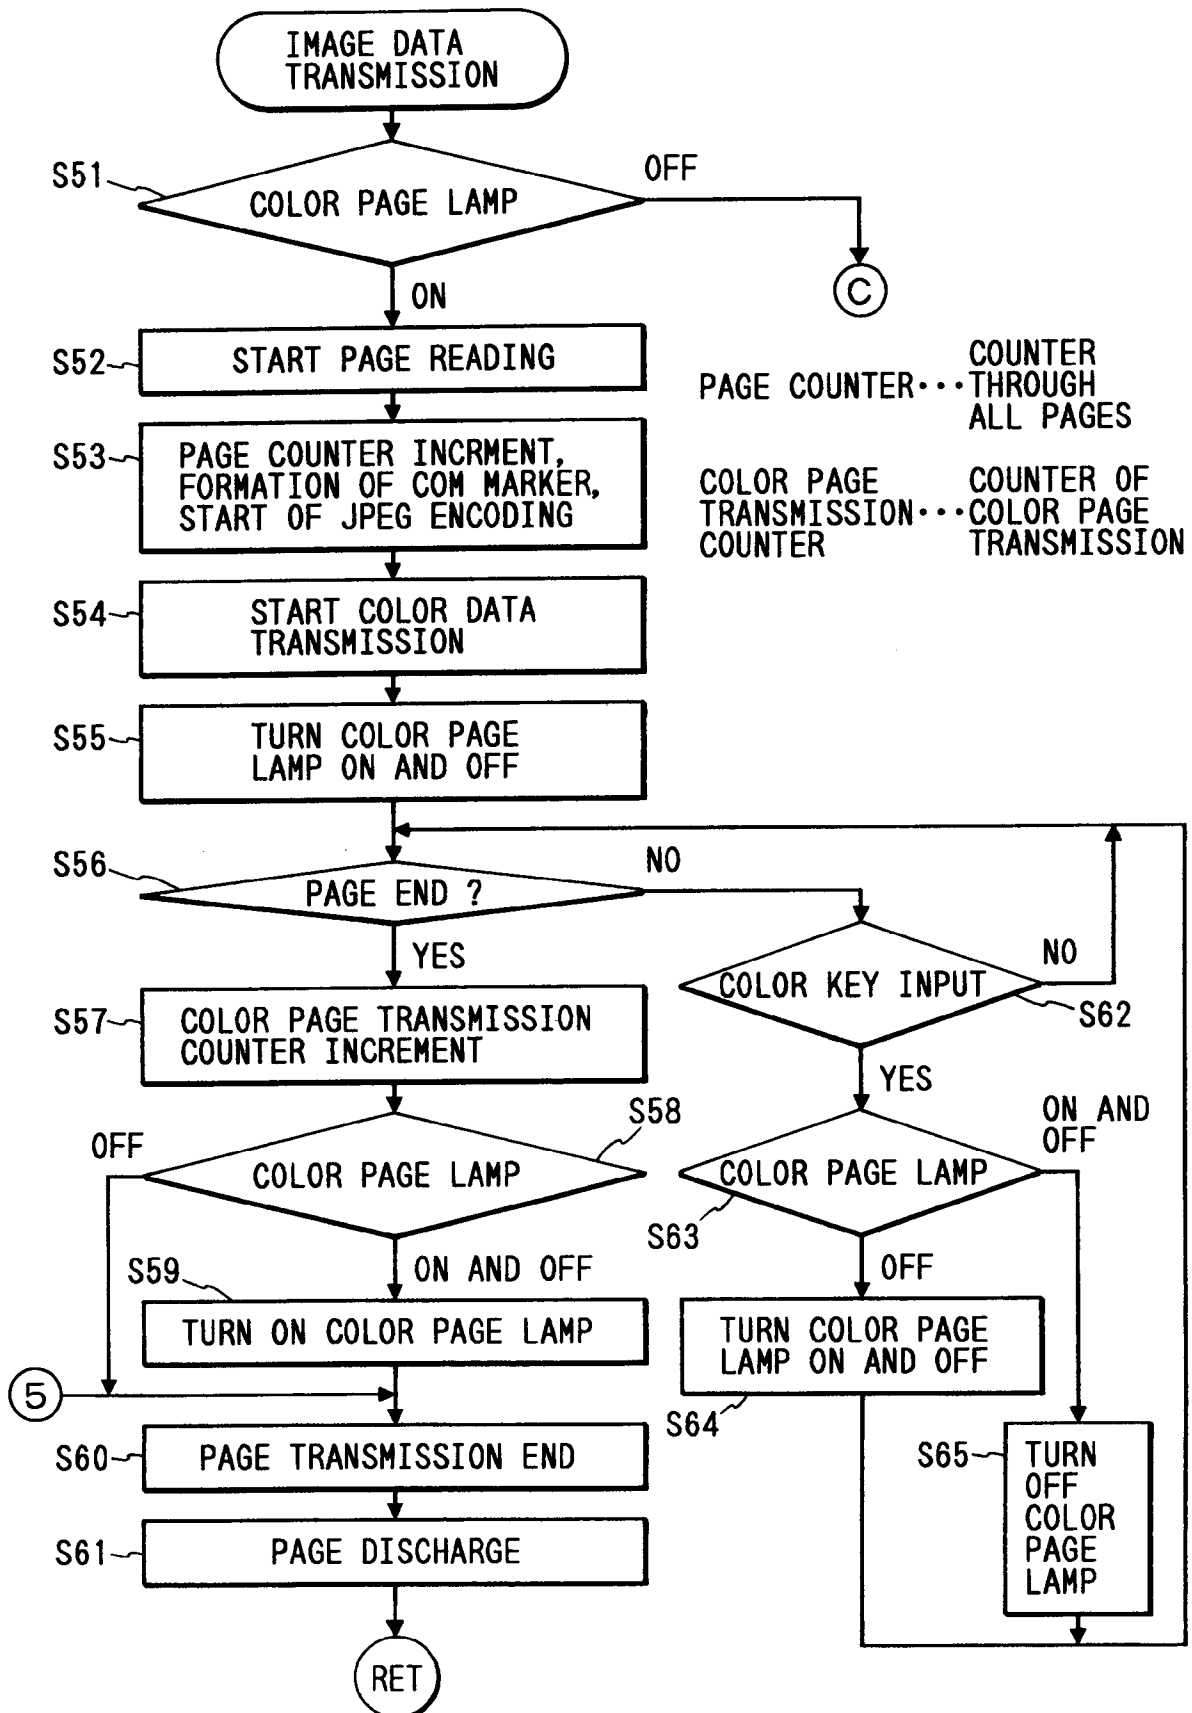 IMAGE DATA
TRANSMISSION
S51
COLOR PAGE LAMP
OFF
C
ON
S52
START PAGE READING
PAGE COUNTER···
COUNTER
THROUGH
ALL PAGES
S53
PAGE COUNTER INCRMENT,
FORMATION OF COM MARKER,
START OF JPEG ENCODING
COLOR PAGE
TRANSMISSION···
COUNTER
COUNTER OF
COLOR PAGE
TRANSMISSION
S54
START COLOR DATA
TRANSMISSION
S55
TURN COLOR PAGE
LAMP ON AND OFF
S56
PAGE END ?
NO
YES
COLOR KEY INPUT
NO
S62
S57
COLOR PAGE TRANSMISSION
COUNTER INCREMENT
YES
S58
OFF
COLOR PAGE LAMP
COLOR PAGE LAMP
ON AND
OFF
S63
S59
ON AND OFF
OFF
TURN ON COLOR PAGE LAMP
TURN COLOR PAGE
LAMP ON AND OFF
S64
5
S60
PAGE TRANSMISSION END
S65
TURN
OFF
COLOR
PAGE
LAMP
S61
PAGE DISCHARGE
RET